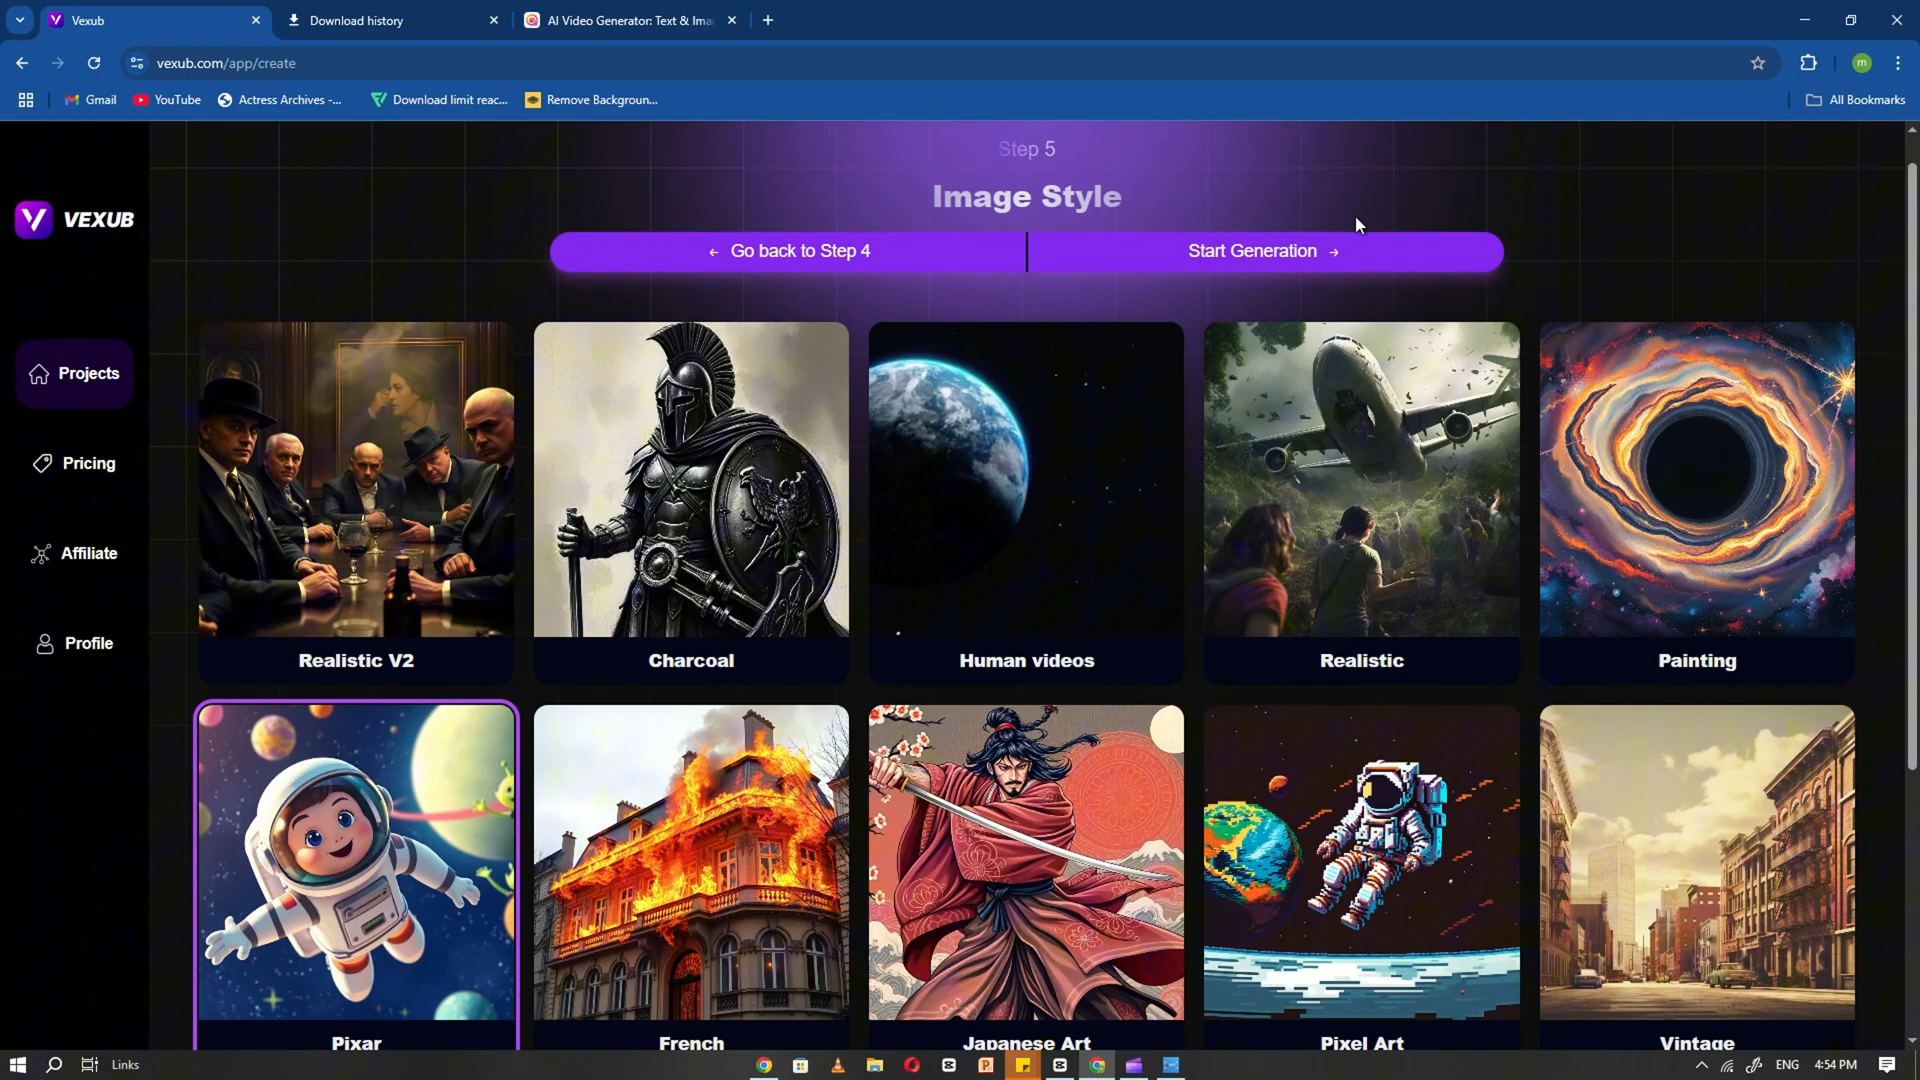 Vexub
Download history
AI Video Generator: Text & Ima
vexub.com/app/create
m
Gmail
YouTube
Actress Archives -...
Download limit reac...
Remove Backgroun...
All Bookmarks
VEXUB
Projects
Pricing
Affiliate
Profile
Step 5
Image Style
← Go back to Step 4
Start Generation →
Realistic V2
Charcoal
Human videos
Realistic
Painting
Pixar
French
Japanese Art
Pixel Art
Vintage
Links
ENG
4:54 PM